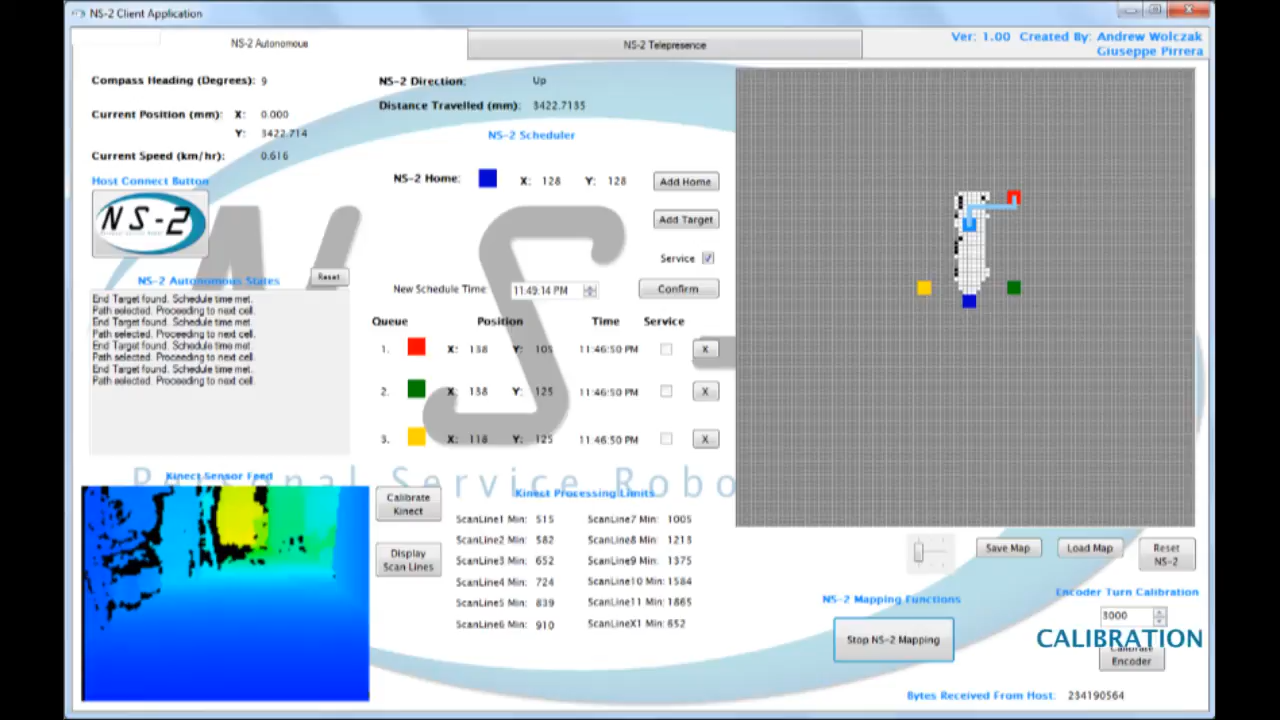 NS-2 Client Application
NS-2 Autonomous
NS-2 Telepresence
Ver: 1.00 Created By: Andrew Wolczak
Giuseppe Pirrera
Compass Heading (Degrees): 9
NS-2 Direction: Up
Distance Travelled (mm): 3422.7135
Current Position (mm): X: 0.000
Y: 3422.714
Current Speed (km/hr): 0.616
NS-2 Scheduler
Host Connect Button
NS-2
NS-2 Home: X: 128 Y: 128
Add Home
Add Target
Service
NS-2 Autonomous States
Reset
New Schedule Time: 11:49:14 PM
Confirm
End Target found. Schedule time met.
Path selected. Proceeding to next cell.
End Target found. Schedule time met.
Path selected. Proceeding to next cell.
End Target found. Schedule time met.
Path selected. Proceeding to next cell.
End Target found. Schedule time met.
Path selected. Proceeding to next cell.
Queue Position Time Service
1. X: 138 Y: 105 11:46:50 PM X
2. X: 138 Y: 125 11:46:50 PM X
3. X: 118 Y: 125 11:46:50 PM X
Personal Service Robo
Kinect Sensor Feed
Kinect Processing Limits
Calibrate
Kinect
Display
Scan Lines
ScanLine1 Min: 515 ScanLine7 Min: 1005
ScanLine2 Min: 582 ScanLine8 Min: 1213
ScanLine3 Min: 652 ScanLine9 Min: 1375
ScanLine4 Min: 724 ScanLine10 Min: 1584
ScanLine5 Min: 839 ScanLine11 Min: 1865
ScanLine6 Min: 910 ScanLineX1 Min: 652
Save Map
Load Map
Reset
NS-2
NS-2 Mapping Functions
Stop NS-2 Mapping
Encoder Turn Calibration
3000
CALIBRATION
Calibrate
Encoder
Bytes Received From Host: 234190564